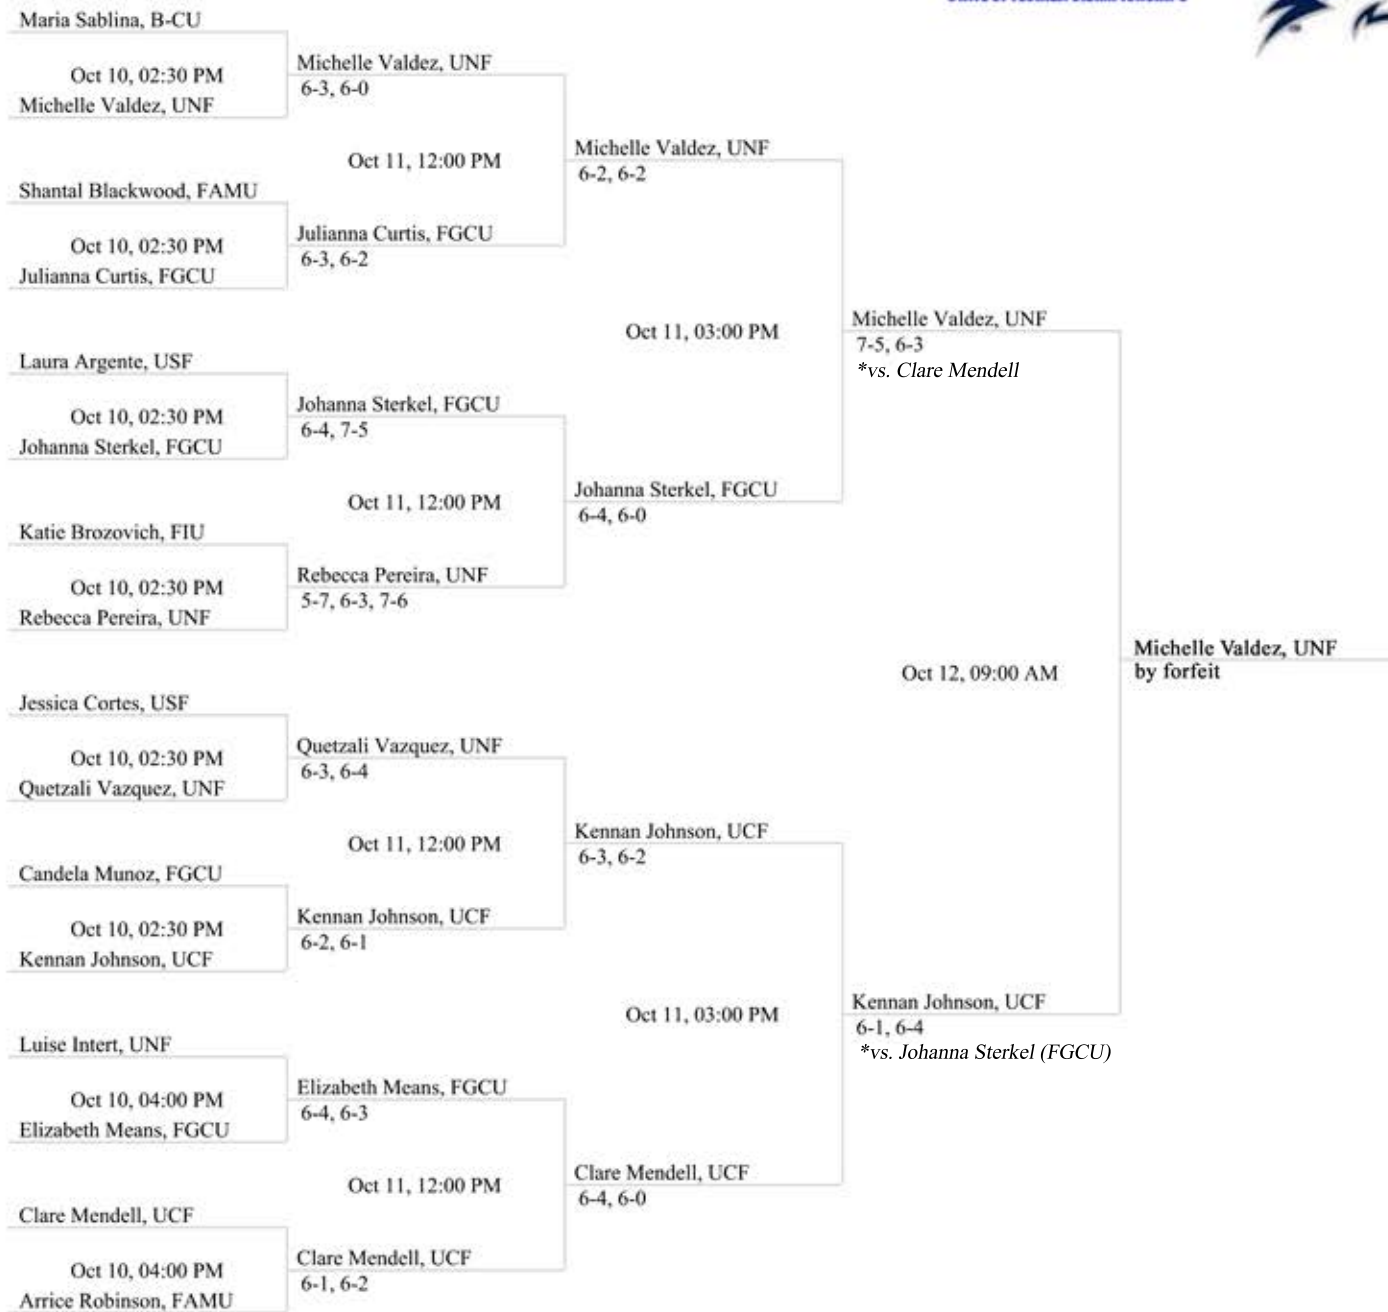 Maria Sablina, B-CU
Oct 10, 02:30 PM
Michelle Valdez, UNF
Michelle Valdez, UNF
6-3, 6-0
Oct 11, 12:00 PM
Michelle Valdez, UNF
6-2, 6-2
Shantal Blackwood, FAMU
Oct 10, 02:30 PM
Julianna Curtis, FGCU
Julianna Curtis, FGCU
6-3, 6-2
Oct 11, 03:00 PM
Michelle Valdez, UNF
7-5, 6-3
*vs. Clare Mendell
Laura Argente, USF
Oct 10, 02:30 PM
Johanna Sterkel, FGCU
Johanna Sterkel, FGCU
6-4, 7-5
Oct 11, 12:00 PM
Johanna Sterkel, FGCU
6-4, 6-0
Katie Brozovich, FIU
Oct 10, 02:30 PM
Rebecca Pereira, UNF
Rebecca Pereira, UNF
5-7, 6-3, 7-6
Oct 12, 09:00 AM
Michelle Valdez, UNF
by forfeit
Jessica Cortes, USF
Oct 10, 02:30 PM
Quetzali Vazquez, UNF
Quetzali Vazquez, UNF
6-3, 6-4
Oct 11, 12:00 PM
Kennan Johnson, UCF
6-3, 6-2
Candela Munoz, FGCU
Oct 10, 02:30 PM
Kennan Johnson, UCF
Kennan Johnson, UCF
6-2, 6-1
Oct 11, 03:00 PM
Kennan Johnson, UCF
6-1, 6-4
*vs. Johanna Sterkel (FGCU)
Luise Intert, UNF
Oct 10, 04:00 PM
Elizabeth Means, FGCU
Elizabeth Means, FGCU
6-4, 6-3
Oct 11, 12:00 PM
Clare Mendell, UCF
6-4, 6-0
Clare Mendell, UCF
Oct 10, 04:00 PM
Arrice Robinson, FAMU
Clare Mendell, UCF
6-1, 6-2